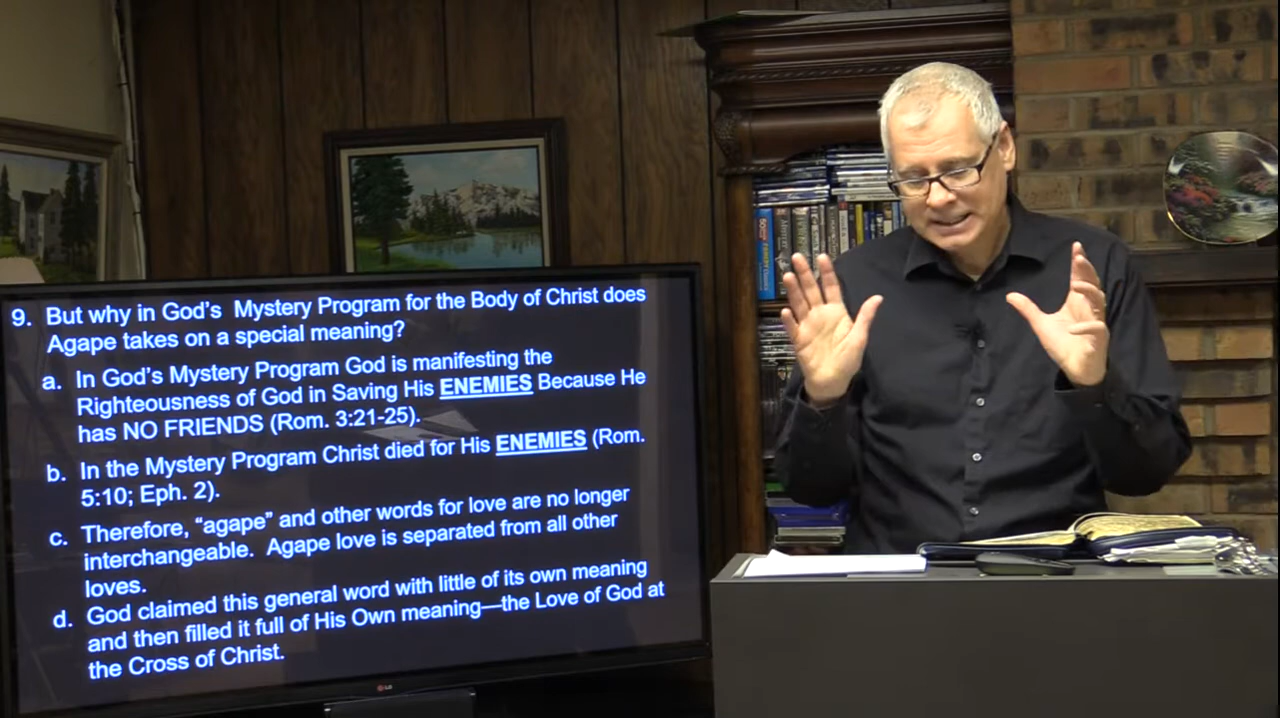 9. But why in God's Mystery Program for the Body of Christ does
Agape takes on a special meaning?
a. In God's Mystery Program God is manifesting the
Righteousness of God in Saving His ENEMIES Because He
has NO FRIENDS (Rom. 3:21-25).
b. In the Mystery Program Christ died for His ENEMIES (Rom.
5:10; Eph. 2).
c. Therefore, “agape” and other words for love are no longer
interchangeable. Agape love is separated from all other
loves.
d. God claimed this general word with little of its own meaning
and then filled it full of His Own meaning—the Love of God at
the Cross of Christ.
LG